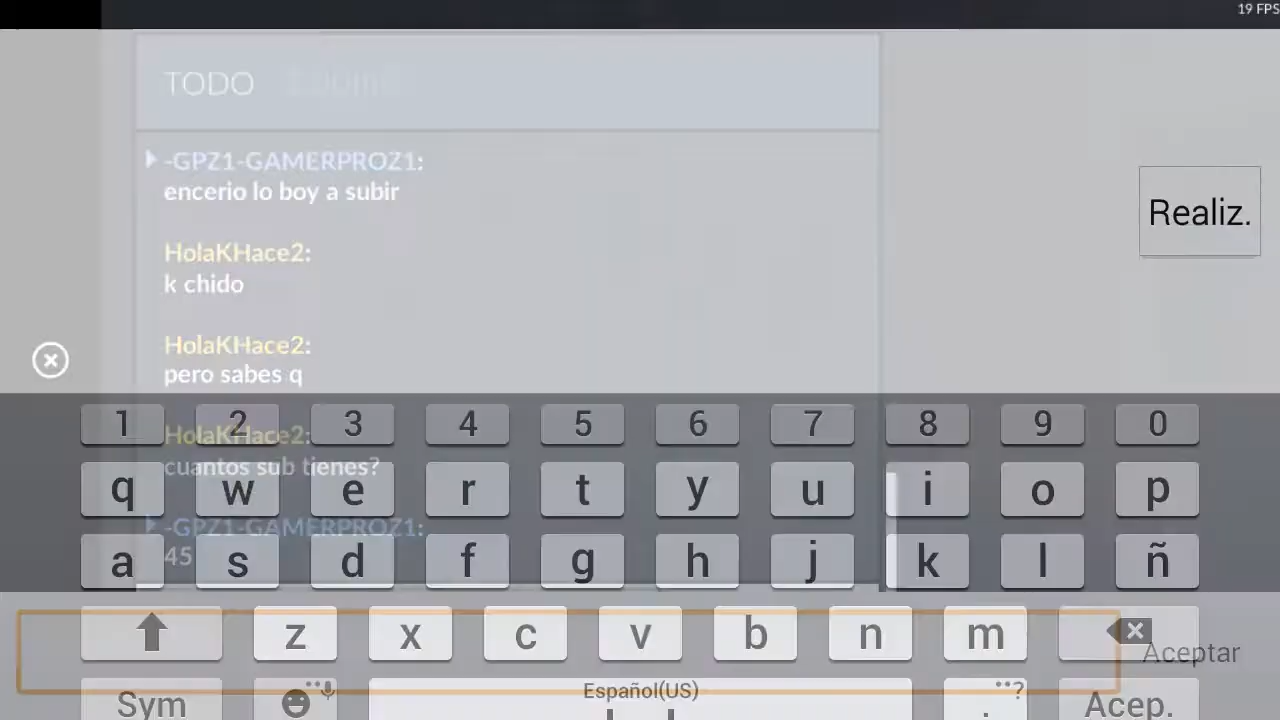 19 FPS
TODO
-GPZ1-GAMERPROZ1:
encerio lo boy a subir
Realiz.
HolaKHace2:
k chido
HolaKHace2:
pero sabes q
HolaKHace2:
cuantos sub tienes?
-GPZ1-GAMERPROZ1:
45
1 2 3 4 5 6 7 8 9 0
q w e r t y u i o p
a s d f g h j k l ñ
z x c v b n m
Aceptar
Sym Español(US) ? Acep.